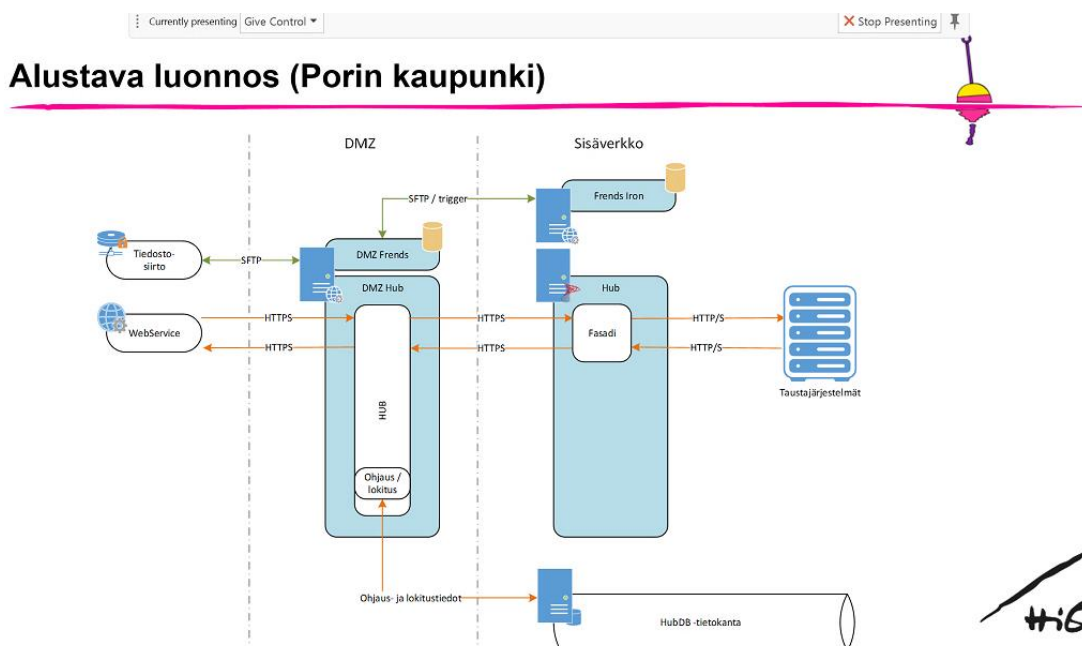 Currently presenting Give Control
Stop Presenting
Alustava luonnos (Porin kaupunki)
DMZ
Sisäverkko
SFTP / trigger
Frends Iron
Tiedosto-
siirto
SFTP
DMZ Frends
DMZ Hub
Hub
WebService
HTTPS
HTTPS
HTTP/S
HTTPS
HTTPS
HTTP/S
Fasadi
Taustajärjestelmät
HUB
Ohjaus /
lokitus
Ohjaus- ja lokitustiedot
HubDB -tietokanta
HiQ